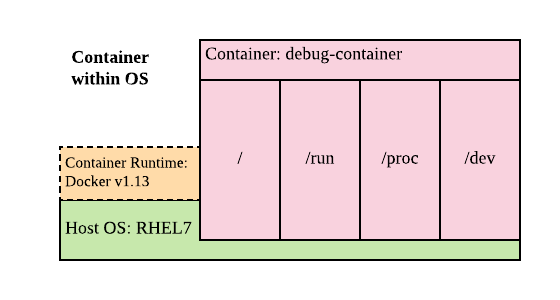 Container
within OS
Container: debug-container
/
/run
/proc
/dev
Container Runtime:
Docker v1.13
Host OS: RHEL7